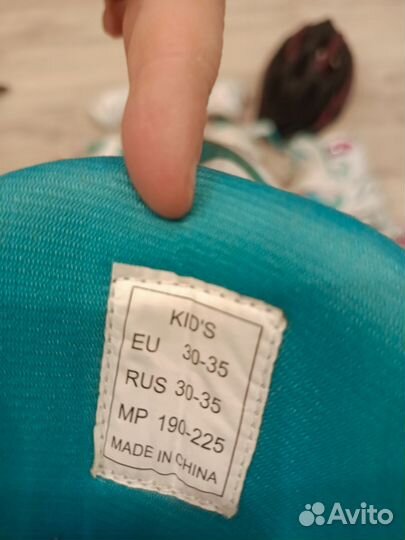 KID'S
EU 30-35
RUS 30-35
MP 190-225
MADE IN CHINA
Avito